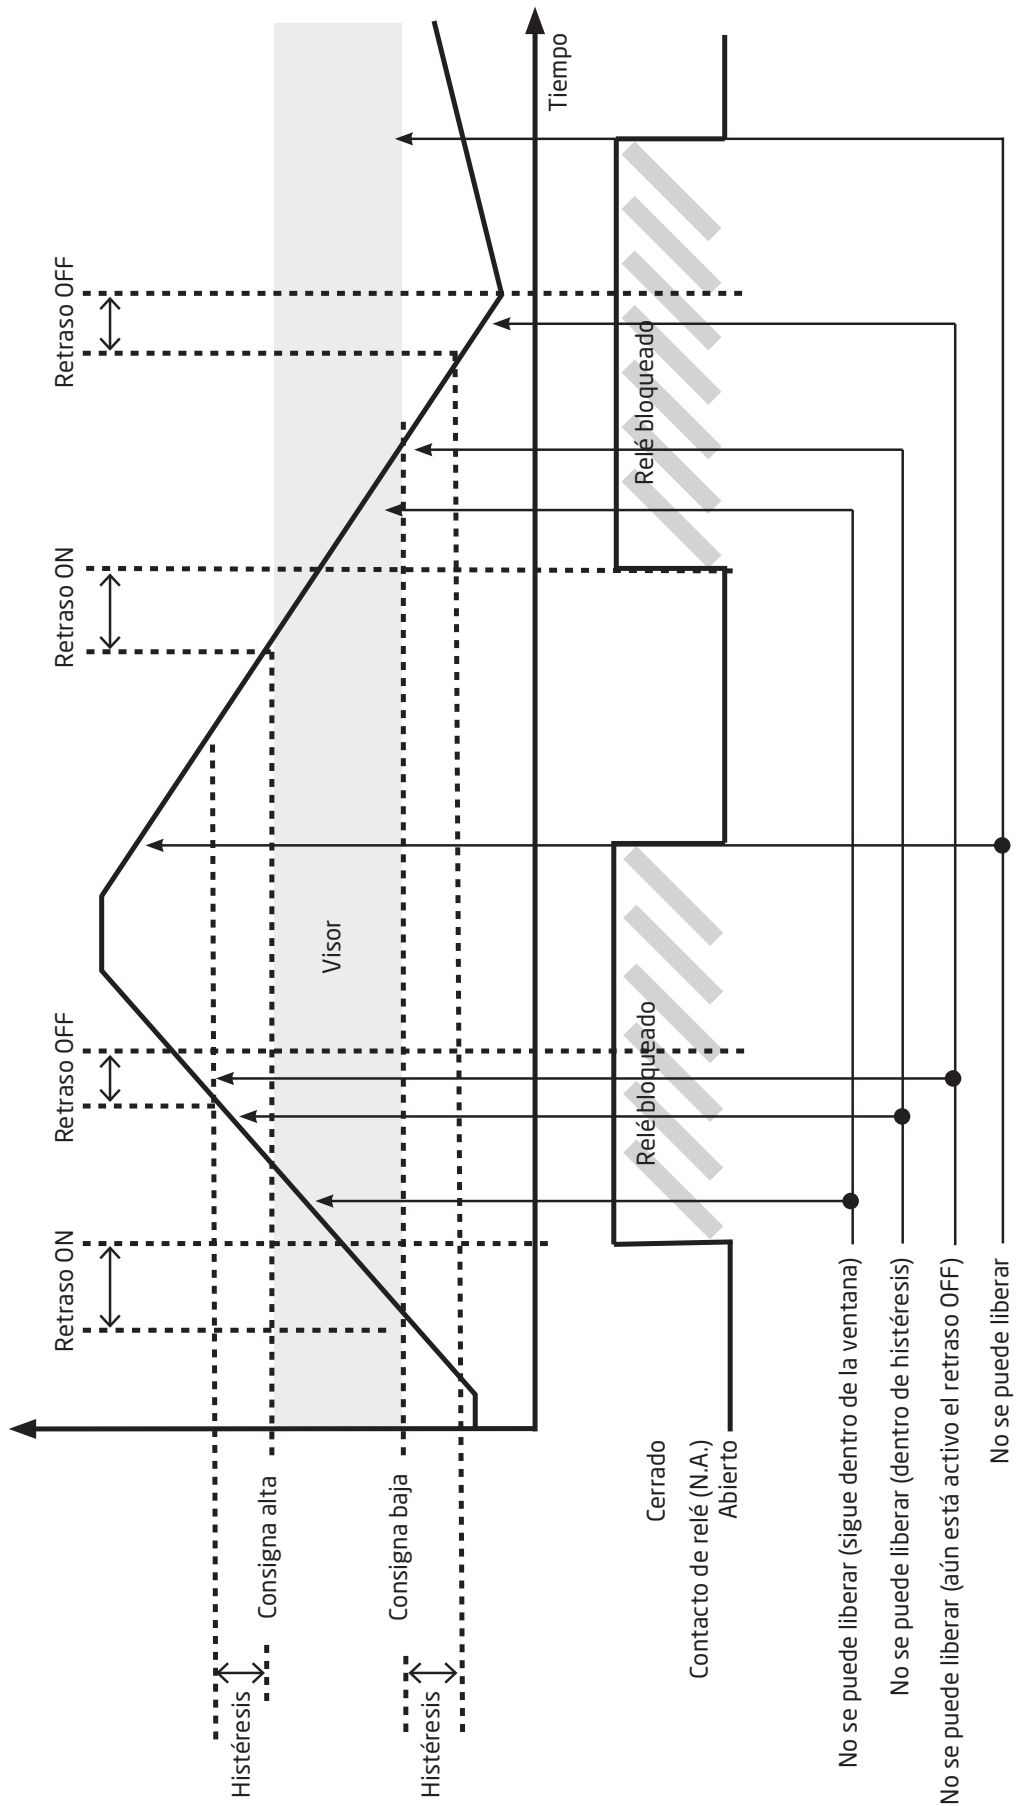 Retraso ON
Retraso OFF
Retraso ON
Retraso OFF
Histéresis
Consigna alta
Visor
Histéresis
Consigna baja
Tiempo
Cerrado
Contacto de relé (N.A.)
Abierto
Relé bloqueado
Relé bloqueado
No se puede liberar (sigue dentro de la ventana)
No se puede liberar (dentro de histéresis)
No se puede liberar (aún está activo el retraso OFF)
No se puede liberar